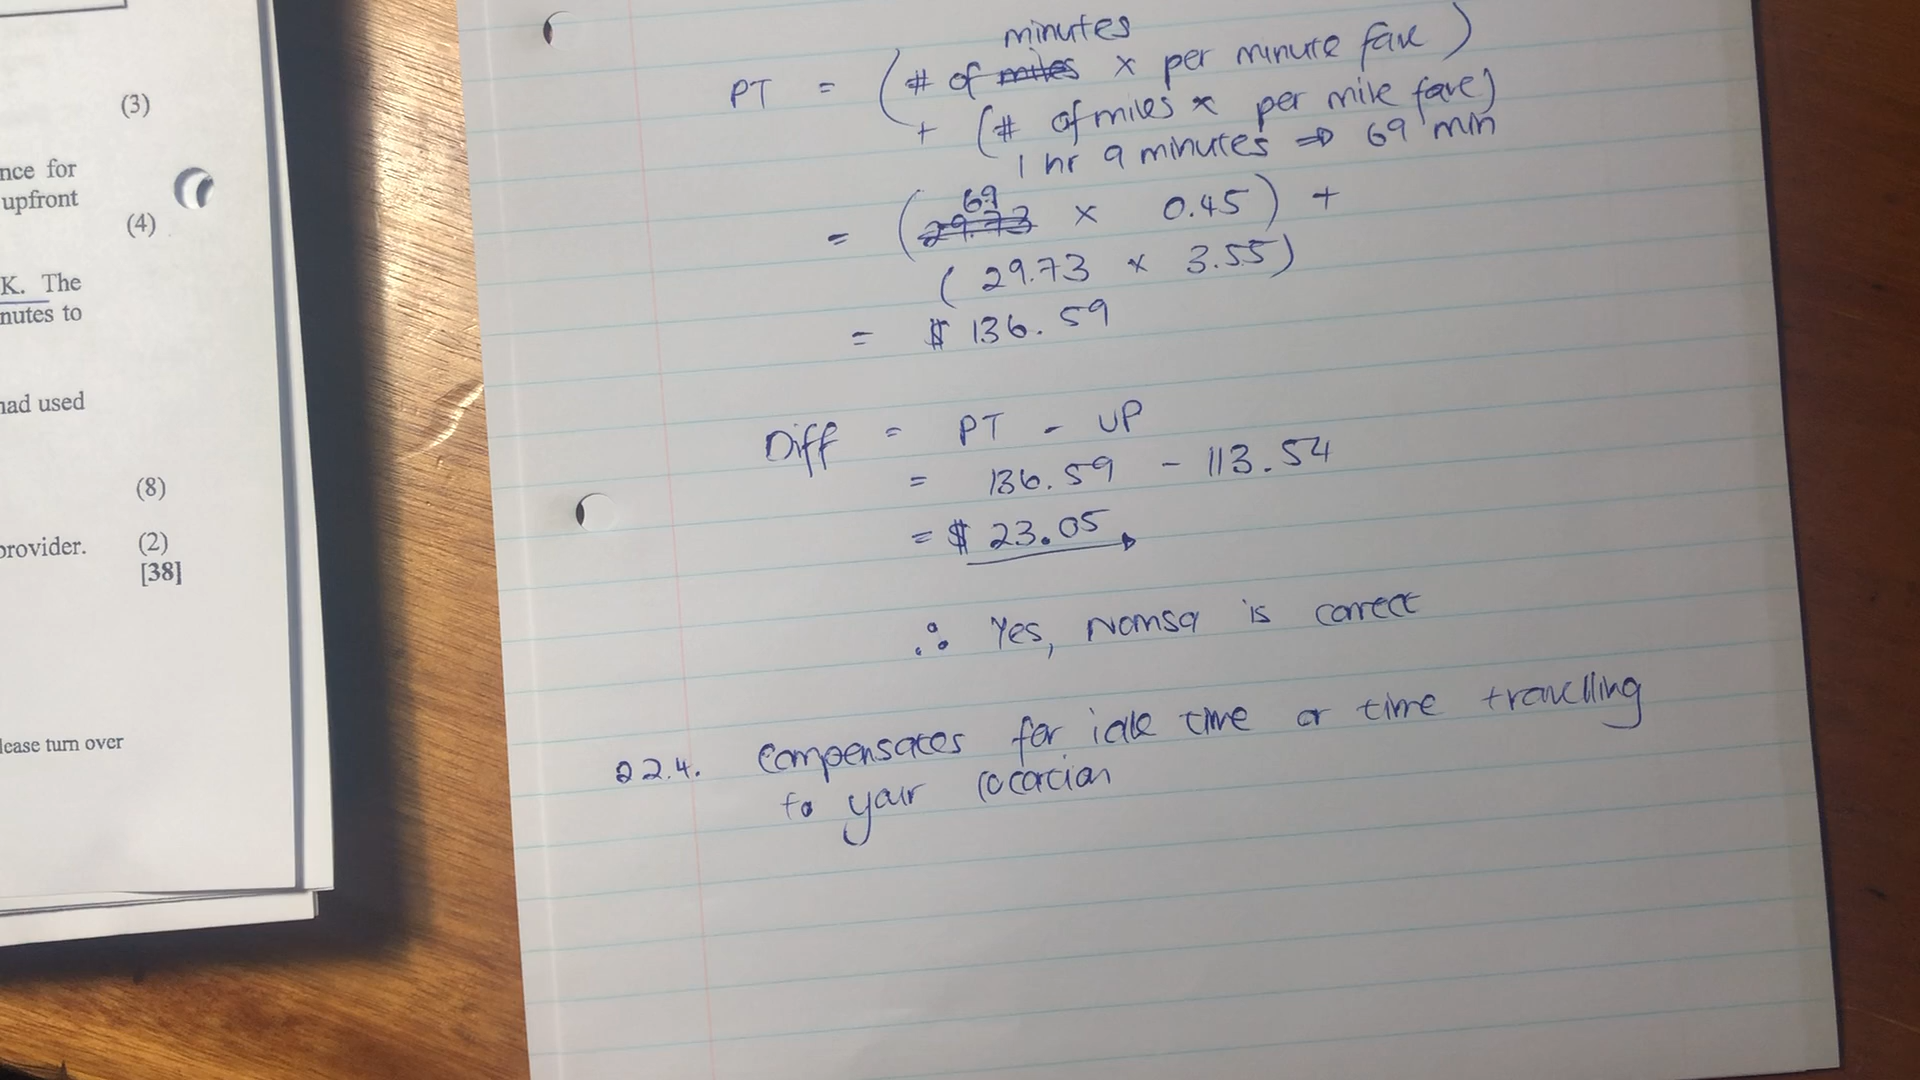 (3)
nce for
upfront
(4)
K. The
nutes to
had used
(8)
provider. (2)
[38]
lease turn over
minutes
PT = (# of miles x per minute fare)
+ (# of miles x per mile fare)
1 hr 9 minutes ⇒ 69 min
69
= (29.73 x 0.45) +
(29.73 x 3.55)
= $ 136.59
Diff = PT - UP
= 136.59 - 113.54
= $ 23.05
∴ Yes, Nomsa is correct
22.4. Compensates for idle time or time travelling
to your location